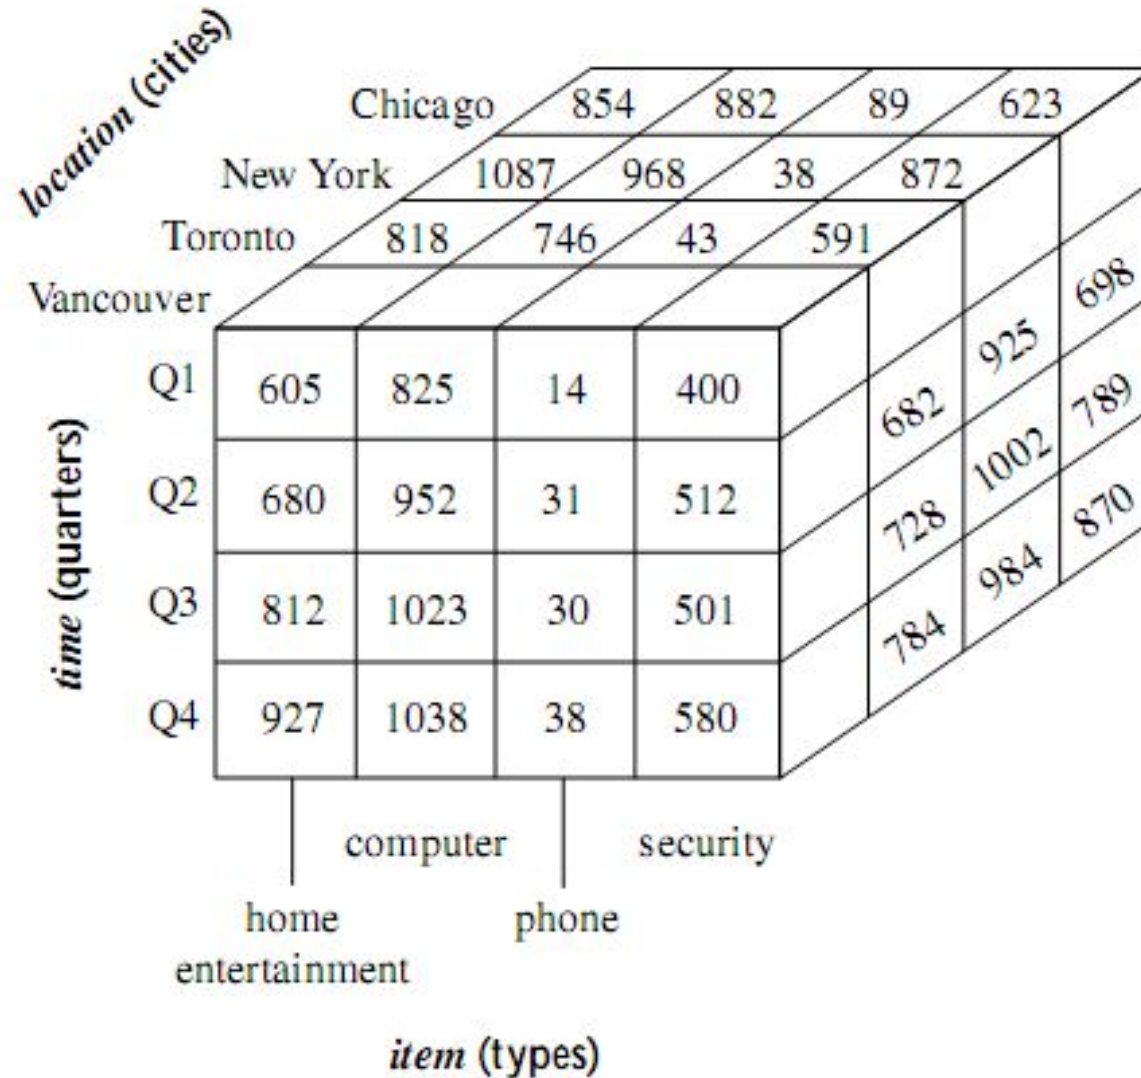 location (cities)
Chicago 854 882 89 623
New York 1087 968 38 872
Toronto 818 746 43 591
Vancouver
Q1 605 825 14 400
Q2 680 952 31 512
Q3 812 1023 30 501
Q4 927 1038 38 580
682 925 698
728 1002 789
784 984 870
time (quarters)
computer security
home phone
entertainment
item (types)